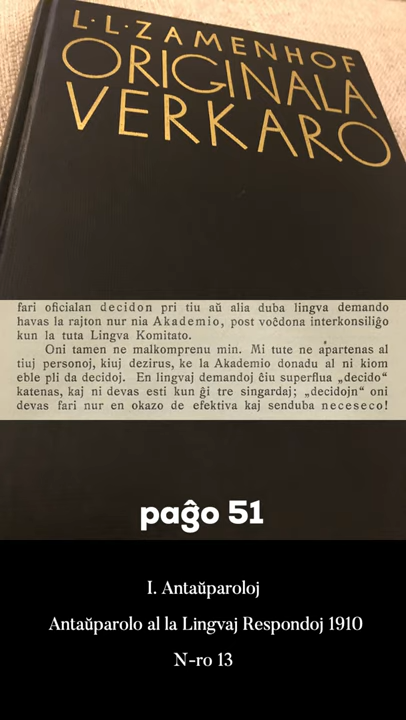 L·L·ZAMENHOF
ORIGINALA
VERKARO
fari oficialan decidon pri tiu aŭ alia duba lingva demando
havas la rajton nur nia Akademio, post voĉdona interkonsiliĝo
kun la tuta Lingva Komitato.
Oni tamen ne malkomprenu min. Mi tute ne apartenas al
tiuj personoj, kiuj dezirus, ke la Akademio donadu al ni kiom
eble pli da decidoj. En lingvaj demandoj ĉiu superflua „decido“
katenas, kaj ni devas esti kun ĝi tre singardaj; „decidojn“ oni
devas fari nur en okazo de efektiva kaj senduba neceseco!
paĝo 51
I. Antaŭparoloj
Antaŭparolo al la Lingvaj Respondoj 1910
N-ro 13